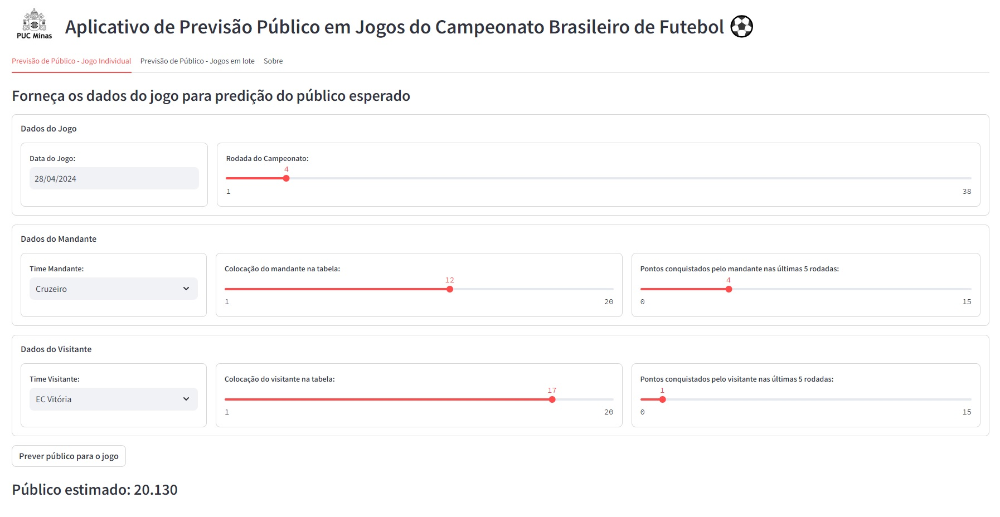 PUC Minas
Aplicativo de Previsão Público em Jogos do Campeonato Brasileiro de Futebol
Previsão de Público - Jogo Individual Previsão de Público - Jogos em lote Sobre
Forneça os dados do jogo para predição do público esperado
Dados do Jogo
Data do Jogo:
28/04/2024
Rodada do Campeonato:
4
1 38
Dados do Mandante
Time Mandante:
Cruzeiro
Colocação do mandante na tabela:
12
1 20
Pontos conquistados pelo mandante nas últimas 5 rodadas:
4
0 15
Dados do Visitante
Time Visitante:
EC Vitória
Colocação do visitante na tabela:
17
1 20
Pontos conquistados pelo visitante nas últimas 5 rodadas:
1
0 15
Prever público para o jogo
Público estimado: 20.130